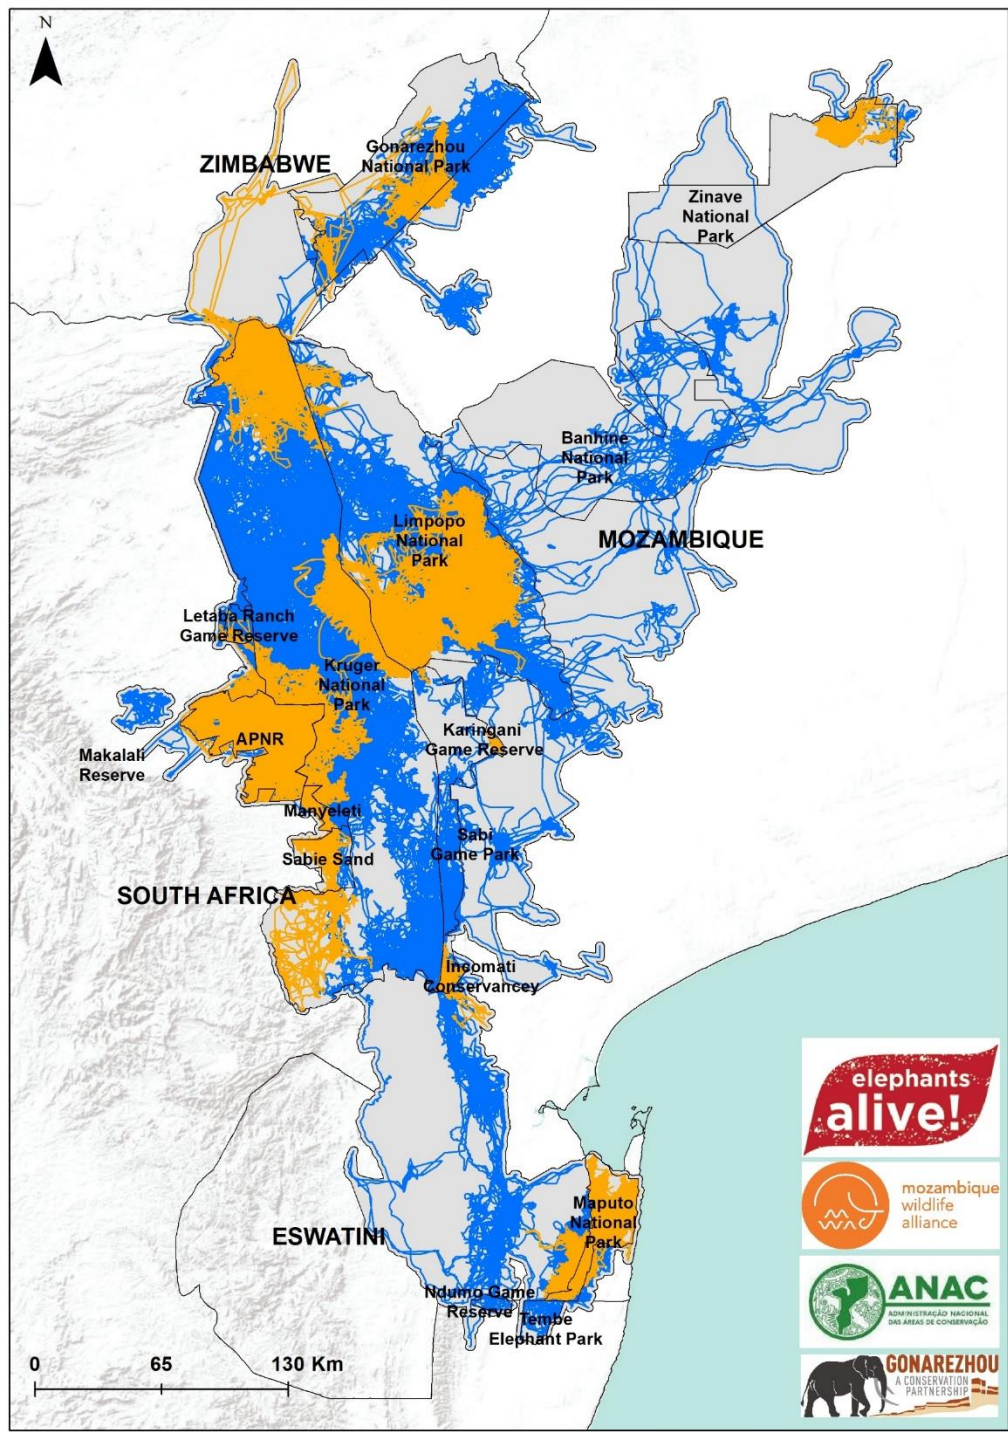 N
ZIMBABWE
Gonarezhou
National Park
Zinave
National
Park
Banhine
National
Park
Limpopo
National
Park
MOZAMBIQUE
Letaba Ranch
Game Reserve
Kruger
National
Park
Karingani
Game Reserve
APNR
Makalali
Reserve
Manyeleti
Sabi
Game Park
Sabie Sand
SOUTH AFRICA
Incomati
Conservancey
elephants
alive!
mozambique
wildlife
alliance
Maputo
National
Park
ESWATINI
ANAC
ADMINISTRAÇÃO NACIONAL
DAS ÁREAS DE CONSERVAÇÃO
Ndumo Game
Reserve
Tembe
Elephant Park
0 65 130 Km
GONAREZHOU
A CONSERVATION
PARTNERSHIP